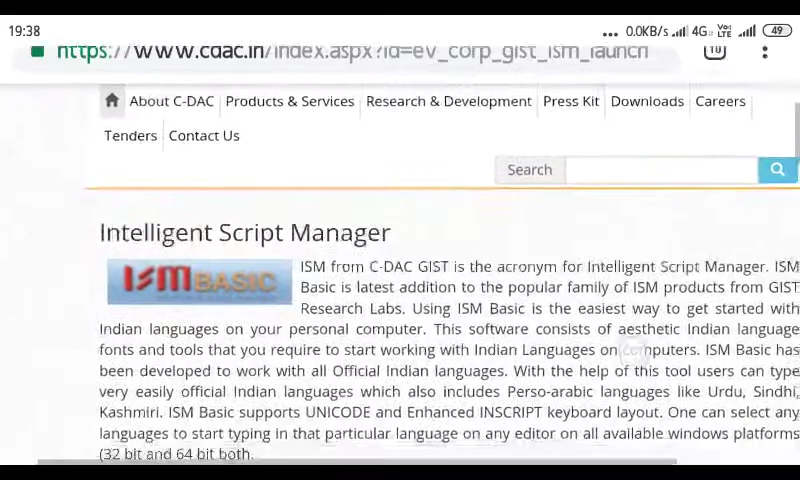 19:38 ... 0.0KB/s 4G Vo LTE 49
https://www.cdac.in/index.aspx?id=ev_corp_gist_ism_launch
About C-DAC Products & Services Research & Development Press Kit Downloads Careers
Tenders Contact Us
Search
Intelligent Script Manager
ISM BASIC
ISM from C-DAC GIST is the acronym for Intelligent Script Manager. ISM
Basic is latest addition to the popular family of ISM products from GIST
Research Labs. Using ISM Basic is the easiest way to get started with
Indian languages on your personal computer. This software consists of aesthetic Indian language
fonts and tools that you require to start working with Indian Languages on computers. ISM Basic has
been developed to work with all Official Indian languages. With the help of this tool users can type
very easily official Indian languages which also includes Perso-arabic languages like Urdu, Sindhi,
Kashmiri. ISM Basic supports UNICODE and Enhanced INSCRIPT keyboard layout. One can select any
languages to start typing in that particular language on any editor on all available windows platforms
(32 bit and 64 bit both.